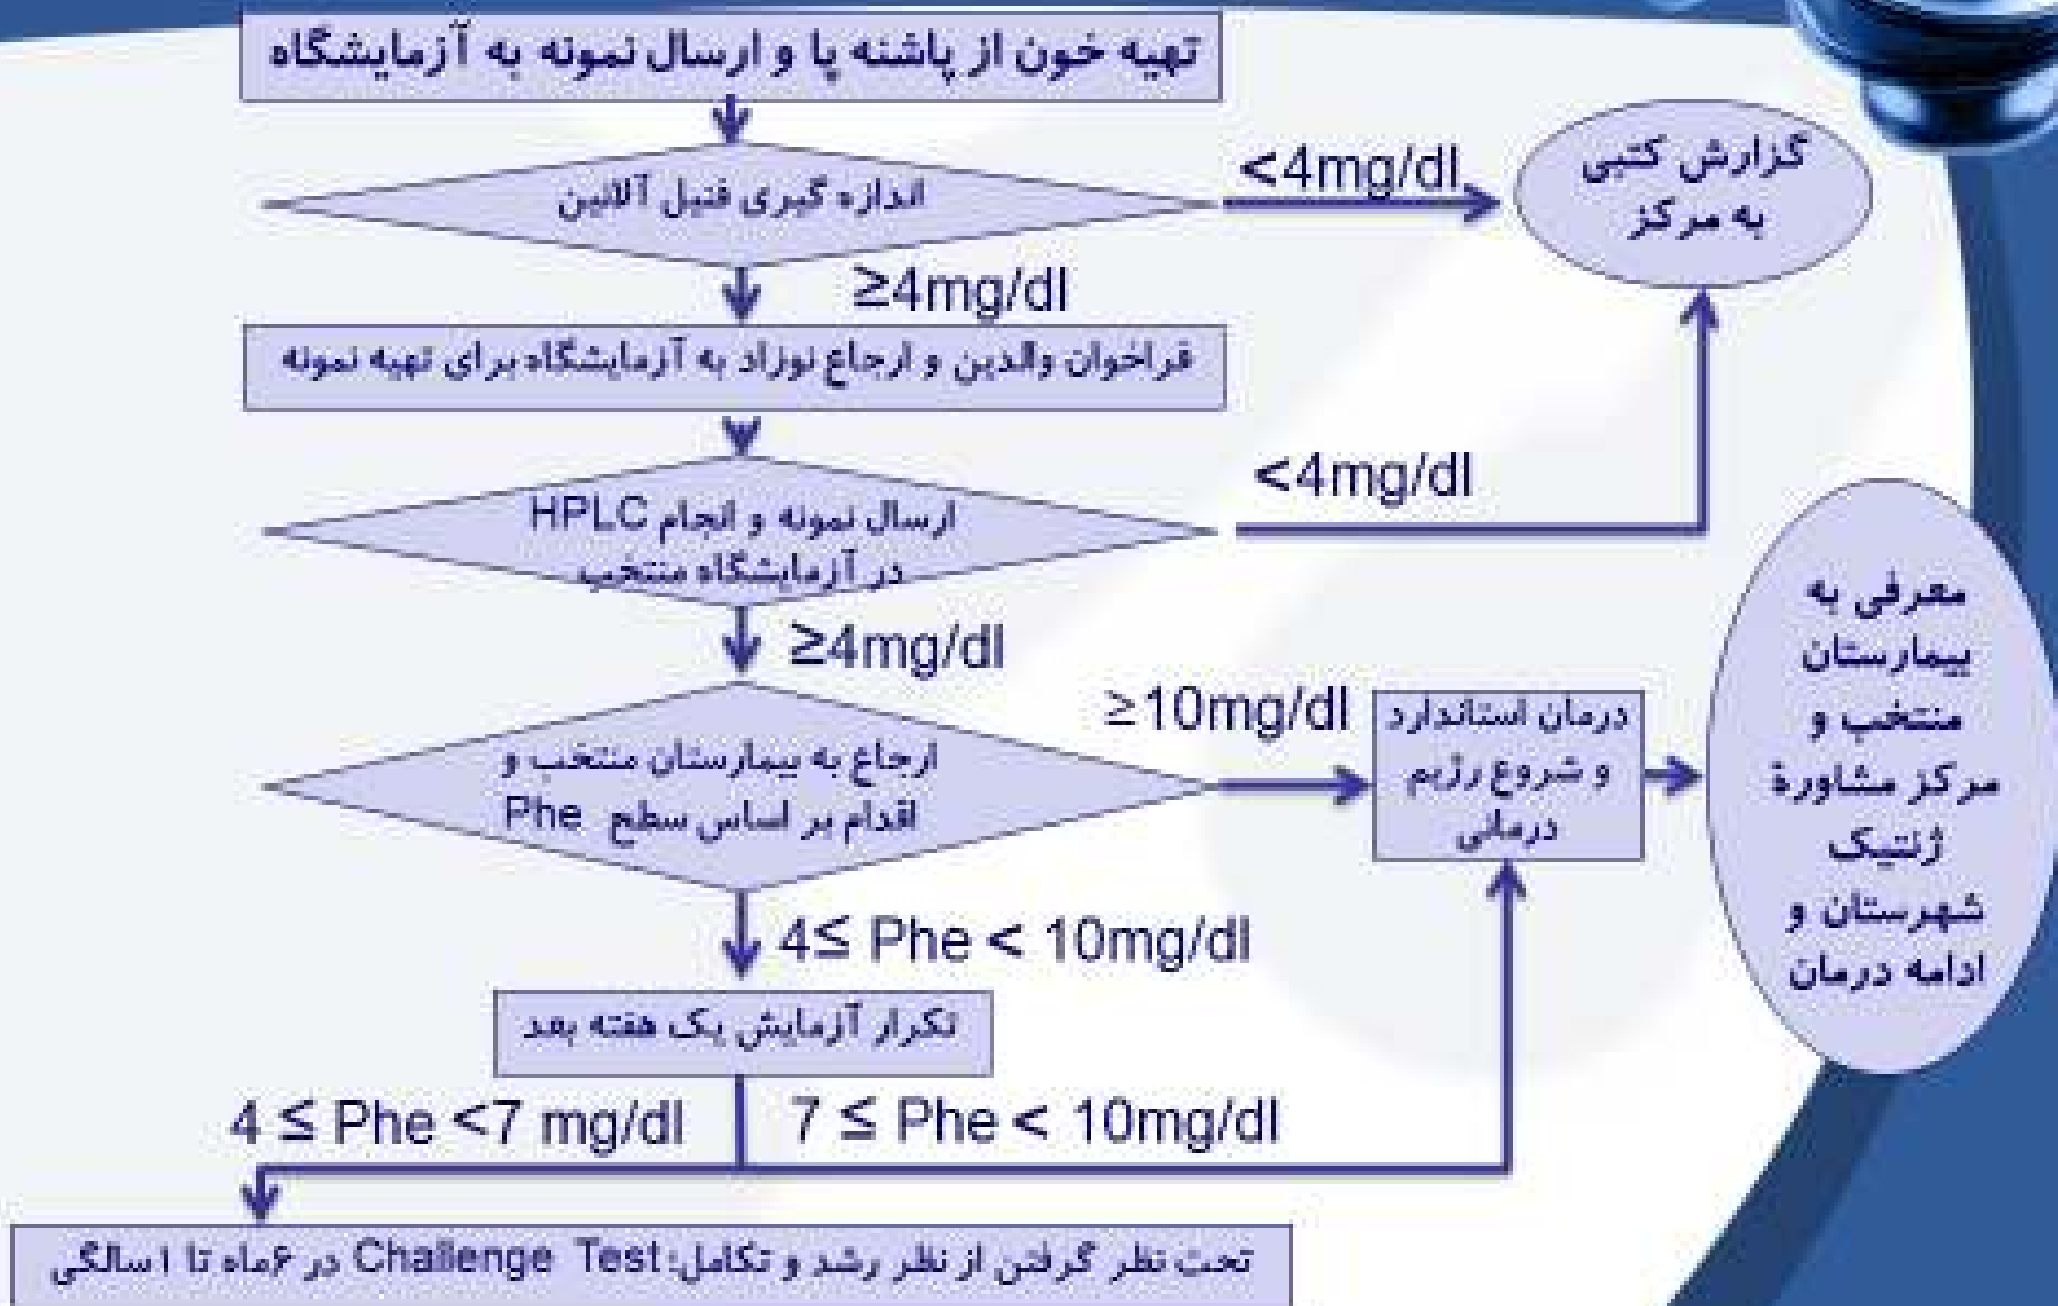 تهیه خون از پاشنه پا و ارسال نمونه به آزمایشگاه
اندازه گیری فنیل آلانین
<4mg/dl
گزارش کتبی
به مرکز
≥4mg/dl
فراخوان والدین و ارجاع نوزاد به آزمایشگاه برای تهیه نمونه
<4mg/dl
ارسال نمونه و انجام HPLC
در آزمایشگاه منتخب
≥4mg/dl
ارجاع به بیمارستان منتخب و
اقدام بر اساس سطح Phe
≥10mg/dl
درمان استاندارد
و شروع رژیم
درمانی
معرفی به
بیمارستان
منتخب و
مرکز مشاورۀ
ژنتیک
شهرستان و
ادامه درمان
4≤ Phe < 10mg/dl
تکرار آزمایش یک هفته بعد
4 ≤ Phe <7 mg/dl
7 ≤ Phe < 10mg/dl
تحت نظر گرفتن از نظر رشد و تکامل: Challenge Test در ۶ماه تا ۱سالگی